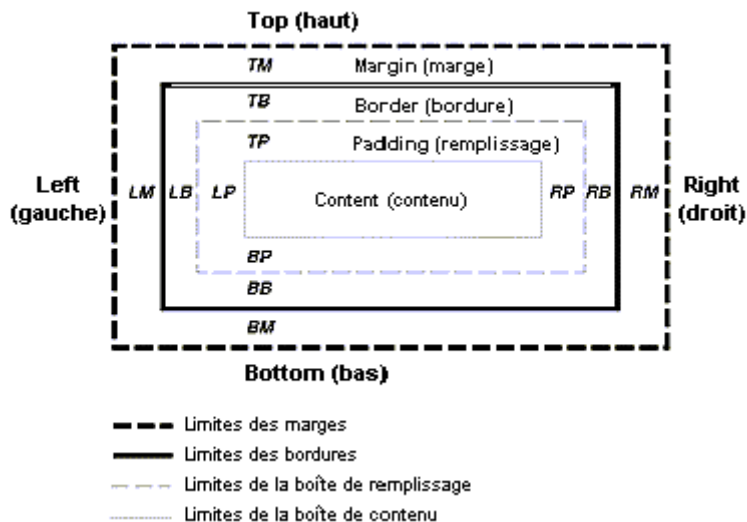 Top (haut)
TM Margin (marge)
TB Border (bordure)
TP Padding (remplissage)
Left
(gauche)
LM LB LP Content (contenu) RP RB RM
Right
(droit)
BP
BB
BM
Bottom (bas)
Limites des marges
Limites des bordures
Limites de la boîte de remplissage
Limites de la boîte de contenu